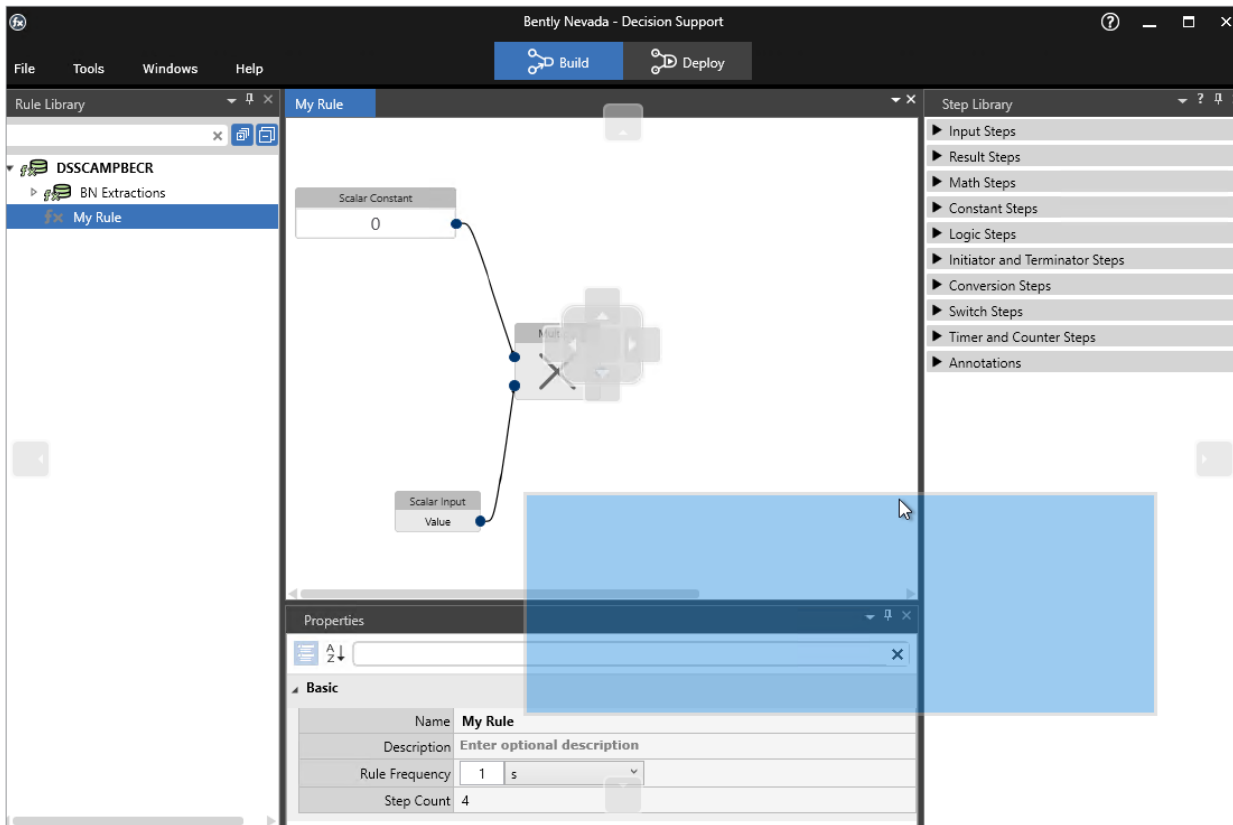 fx
Bently Nevada - Decision Support
?
File Tools Windows Help
Build Deploy
Rule Library
My Rule
Step Library
?
DSSCAMPBECR
BN Extractions
fx My Rule
Scalar Constant
0
Scalar Input
Value
Input Steps
Result Steps
Math Steps
Constant Steps
Logic Steps
Initiator and Terminator Steps
Conversion Steps
Switch Steps
Timer and Counter Steps
Annotations
Properties
A
Z
Basic
Name My Rule
Description Enter optional description
Rule Frequency 1 s
Step Count 4